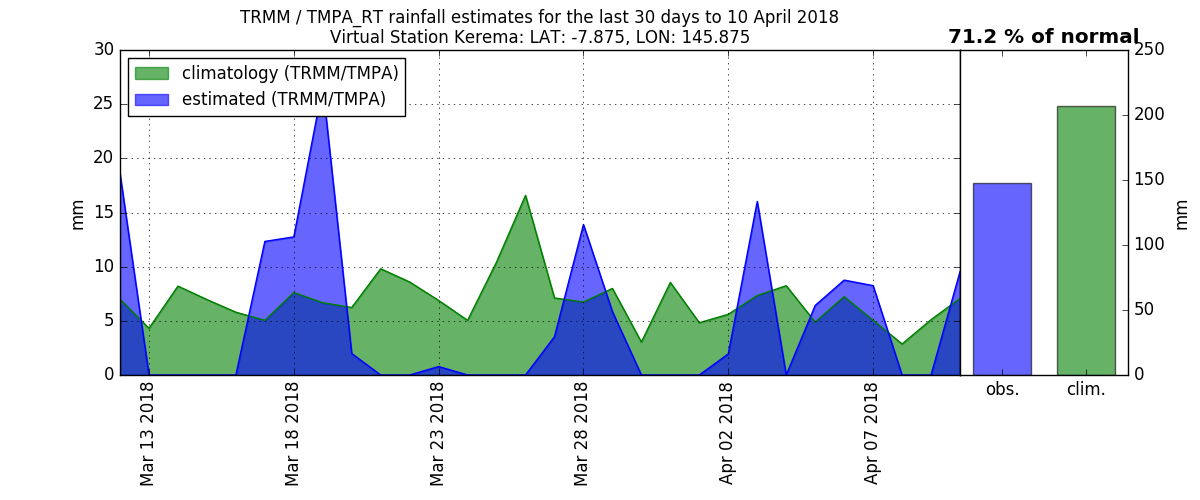 TRMM / TMPA_RT rainfall estimates for the last 30 days to 10 April 2018
Virtual Station Kerema: LAT: -7.875, LON: 145.875
71.2 % of normal
climatology (TRMM/TMPA)
estimated (TRMM/TMPA)
30
25
20
15
10
5
0
mm
250
200
150
100
50
0
mm
Mar 13 2018
Mar 18 2018
Mar 23 2018
Mar 28 2018
Apr 02 2018
Apr 07 2018
obs.
clim.